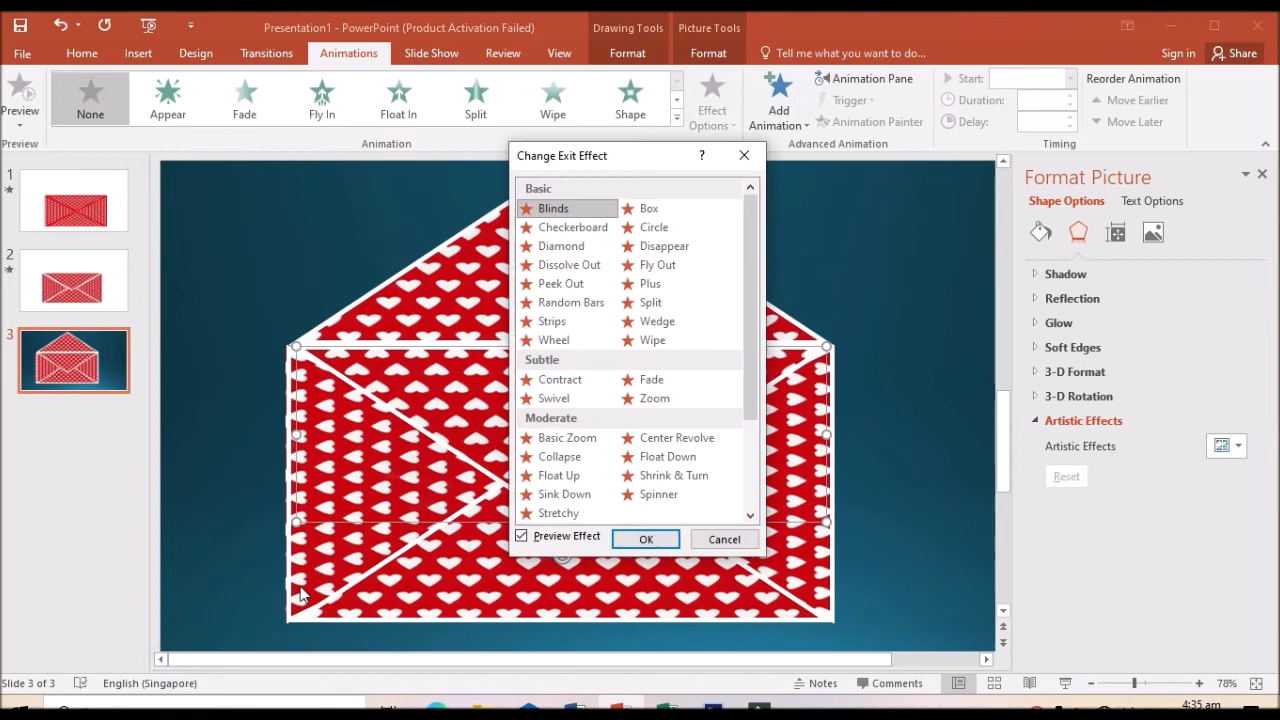 Presentation1 - PowerPoint (Product Activation Failed)
Drawing Tools
Picture Tools
File
Home
Insert
Design
Transitions
Animations
Slide Show
Review
View
Format
Format
Tell me what you want to do...
Sign in
Share
Preview
Preview
None
Appear
Fade
Fly In
Float In
Split
Wipe
Shape
Animation
Effect
Options
Add
Animation
Animation Pane
Trigger
Animation Painter
Advanced Animation
Start:
Duration:
Delay:
Timing
Reorder Animation
Move Earlier
Move Later
1
2
3
Change Exit Effect
?
Basic
Blinds
Box
Checkerboard
Circle
Diamond
Disappear
Dissolve Out
Fly Out
Peek Out
Plus
Random Bars
Split
Strips
Wedge
Wheel
Wipe
Subtle
Contract
Fade
Swivel
Zoom
Moderate
Basic Zoom
Center Revolve
Collapse
Float Down
Float Up
Shrink & Turn
Sink Down
Spinner
Stretchy
Preview Effect
OK
Cancel
Format Picture
Shape Options
Text Options
Shadow
Reflection
Glow
Soft Edges
3-D Format
3-D Rotation
Artistic Effects
Artistic Effects
Reset
Slide 3 of 3
English (Singapore)
Notes
Comments
78%
4:35 am